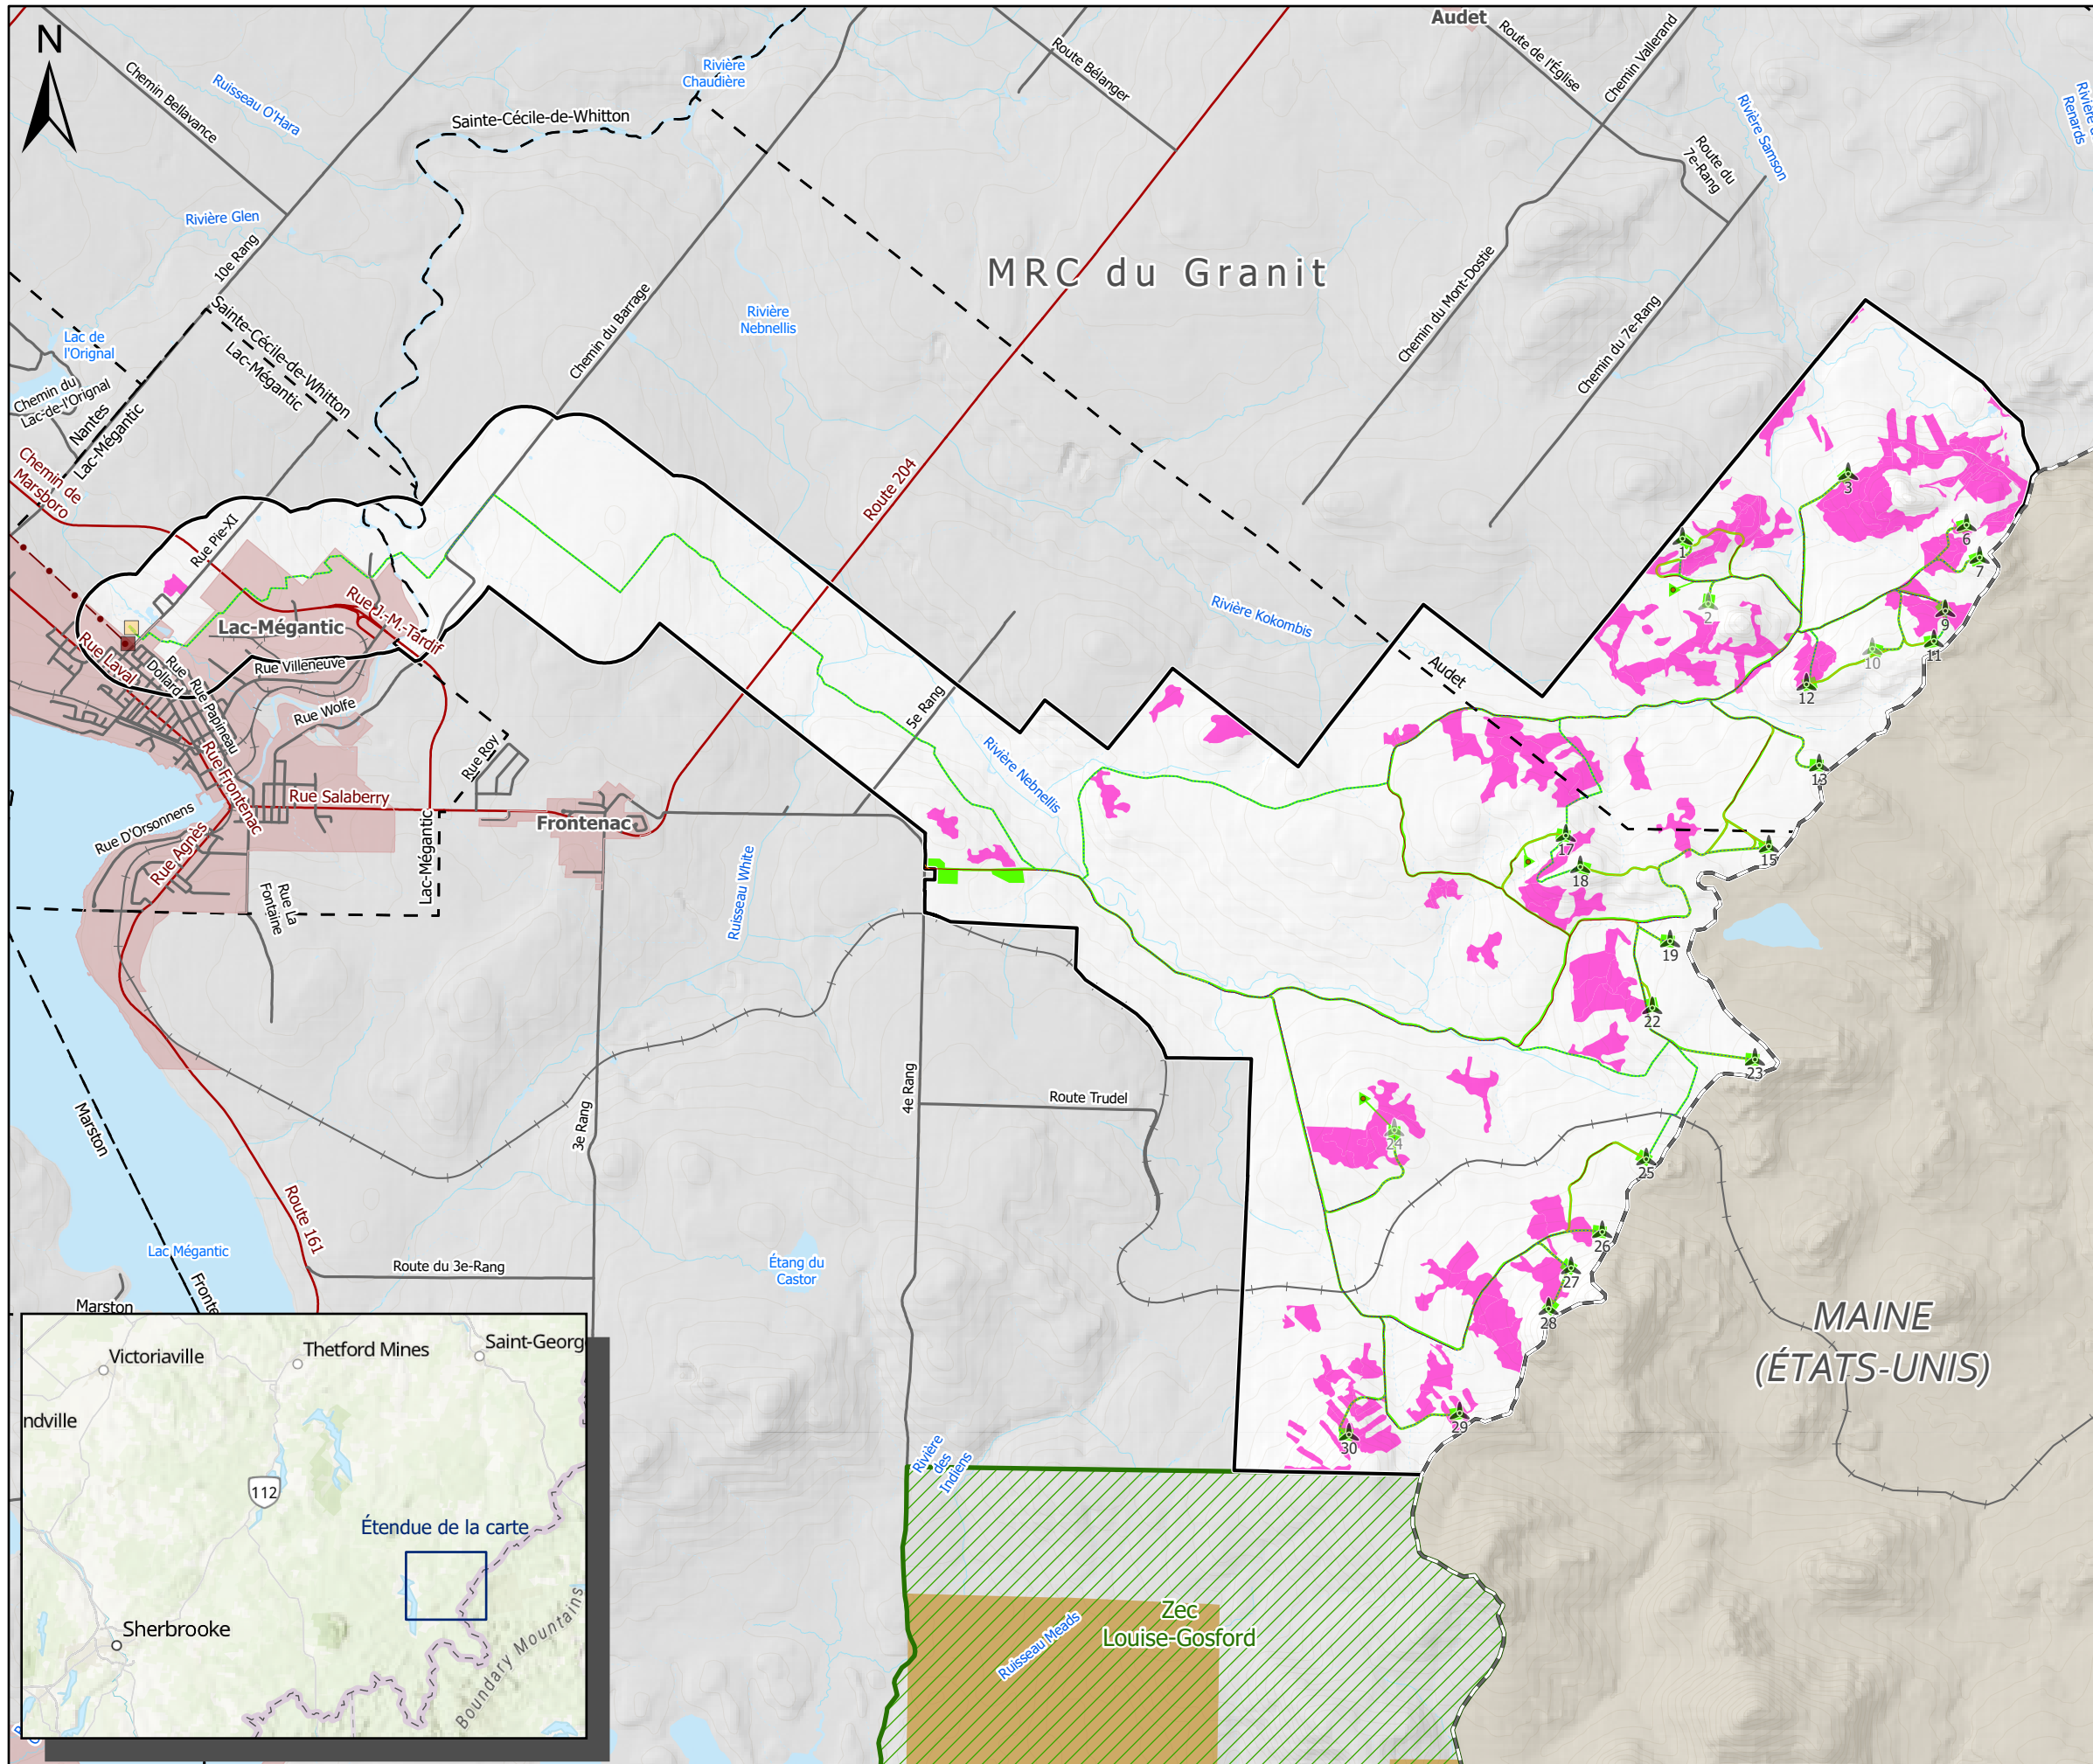 N
Audet
Route de l'Église
Chemin Vallerand
Rivière Samson
Route du
7e-Rang
Route Bélanger
Rivière
Chaudière
Sainte-Cécile-de-Whitton
Chemin Bellavance
Ruisseau O'Hara
Rivière Glen
10e Rang
MRC du Granit
Rivière
Nebnellis
Chemin du Barrage
Chemin du Mont-Dostie
Chemin du 7e-Rang
Sainte-Cécile-de-Whitton
Lac-Mégantic
Lac de
l'Orignal
Chemin du
Lac-de-l'Orignal
Nantes
Lac-Mégantic
Chemin de
Marsboro
Rue Pie-XI
Route 204
Rivière Kokombis
Rue J.-M.-Tardif
Lac-Mégantic
Rue Laval
Rue
Dollard
Rue Papineau
Rue Villeneuve
Rue Wolfe
Rue Frontenac
Rue Roy
Rue Salaberry
Rue D'Orsonnens
Rue Agnès
Lac-Mégantic
Rue La
Fontaine
Frontenac
5e Rang
Rivière Nebnellis
Audet
Ruisseau White
3
1
2
6
7
9
10
11
12
13
15
17
18
19
22
23
24
25
26
27
28
29
30
4e Rang
3e Rang
Route Trudel
Marston
Lac Mégantic
Route 161
Route du 3e-Rang
Étang du
Castor
Marston
MAINE
(ÉTATS-UNIS)
Rivière
des
Indiens
Zec
Louise-Gosford
Ruisseau Meads
Victoriaville
Thetford Mines
Saint-Georg
ndville
112
Étendue de la carte
Sherbrooke
Boundary Mountains